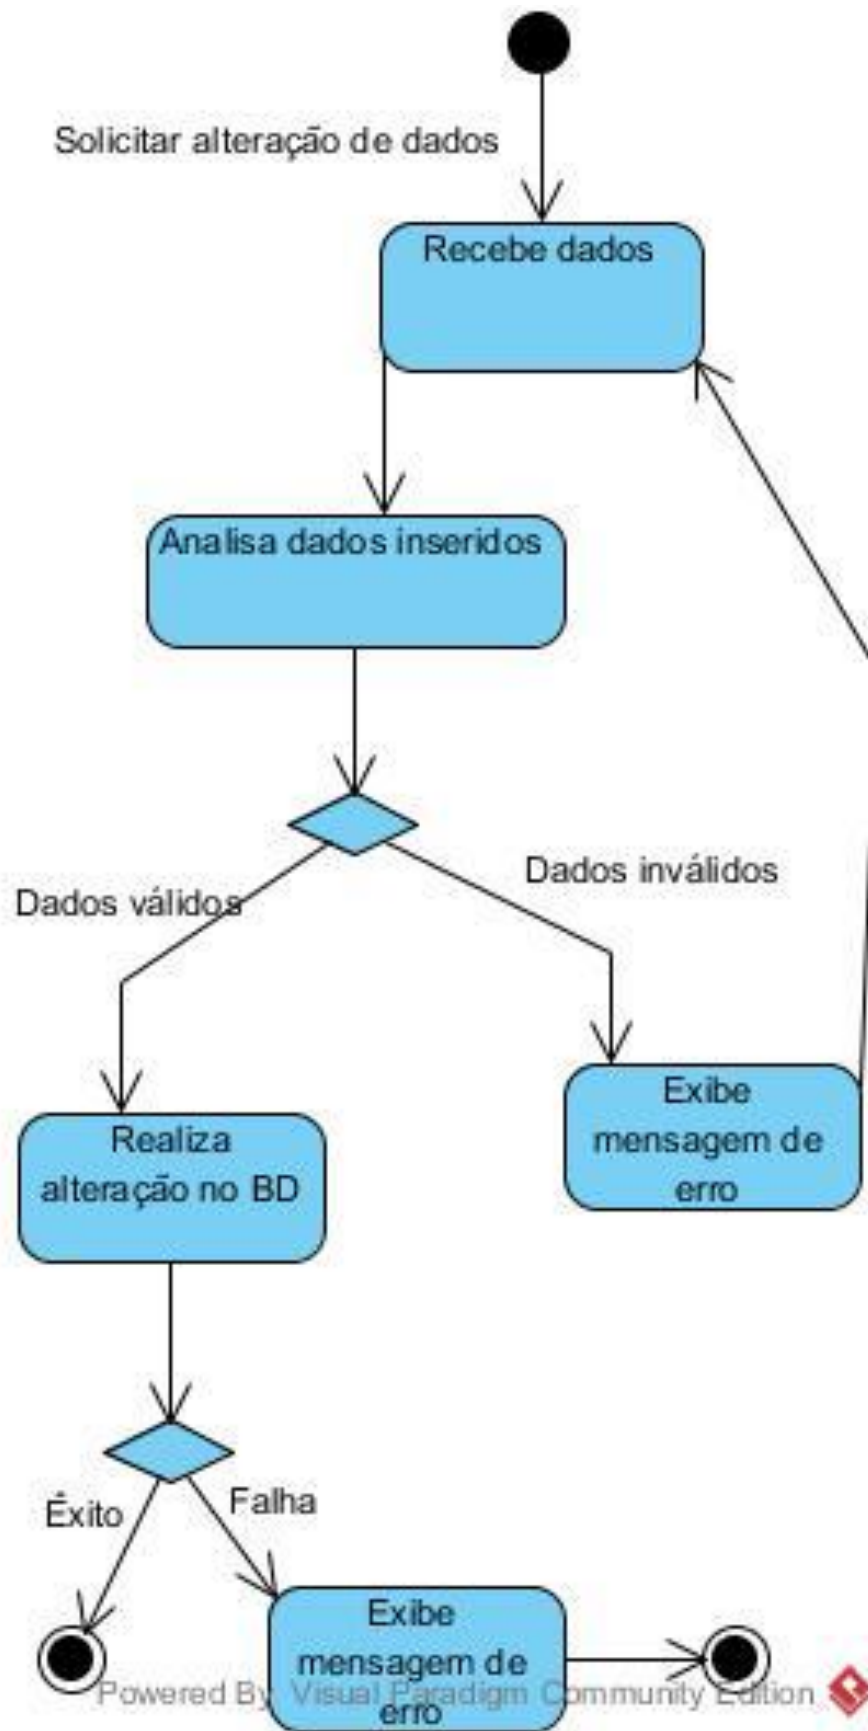 Solicitar alteração de dados
Recebe dados
Analisa dados inseridos
Dados inválidos
Dados válidos
Exibe
mensagem de
erro
Realiza
alteração no BD
Êxito
Falha
Exibe
mensagem de
erro
Powered By Visual Paradigm Community Edition